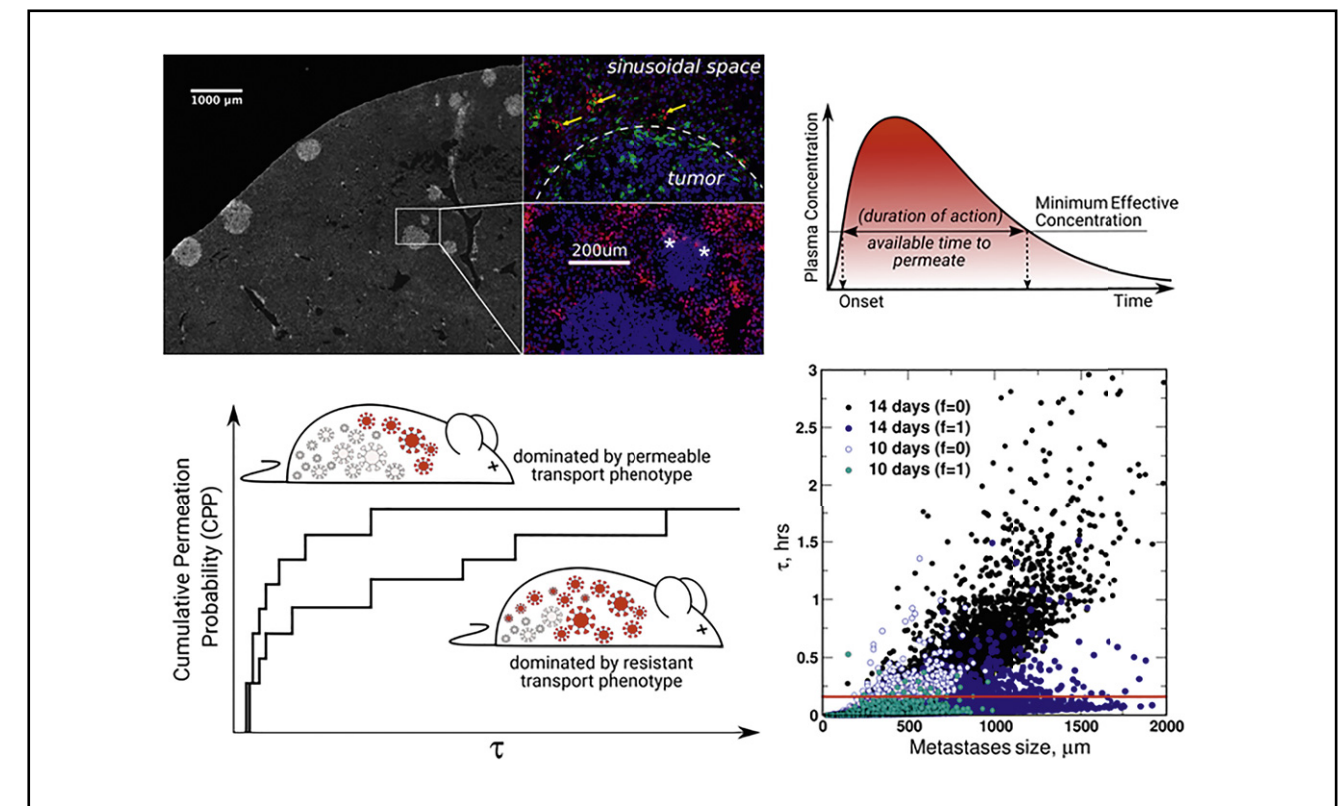 1000 µm
sinusoidal space
tumor
200um
*
*
Plasma Concentration
(duration of action)
available time to
permeate
Minimum Effective
Concentration
Onset
Time
Cumulative Permeation
Probability (CPP)
dominated by permeable
transport phenotype
dominated by resistant
transport phenotype
τ
τ, hrs
3
2.5
2
1.5
1
0.5
0
14 days (f=0)
14 days (f=1)
10 days (f=0)
10 days (f=1)
0
500
1000
1500
2000
Metastases size, µm